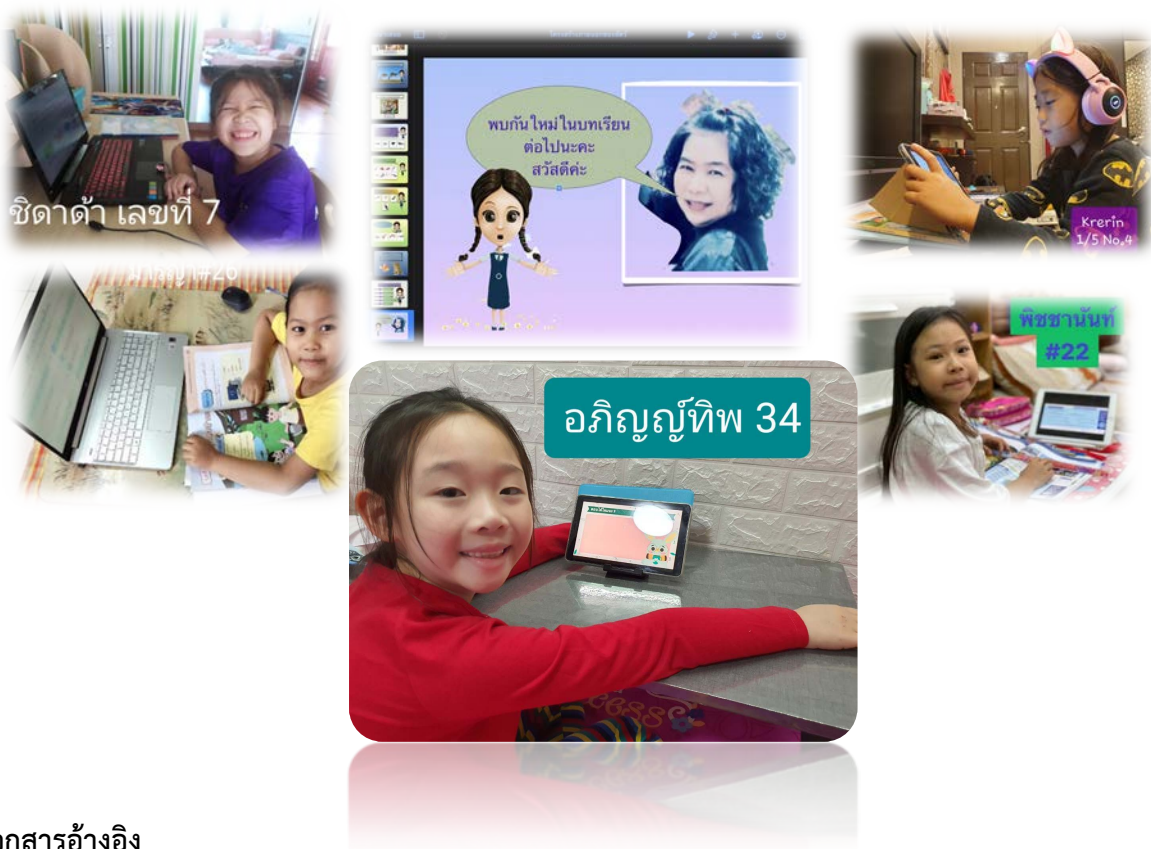 ชิดาด้า เลขที่ 7
พบกันใหม่ในบทเรียน
ต่อไปนะคะ
สวัสดีค่ะ
Krerin
1/5 No.4
#26
พิชชานันท์
#22
อภิญญ์ทิพ 34
กสารอ้างอิง